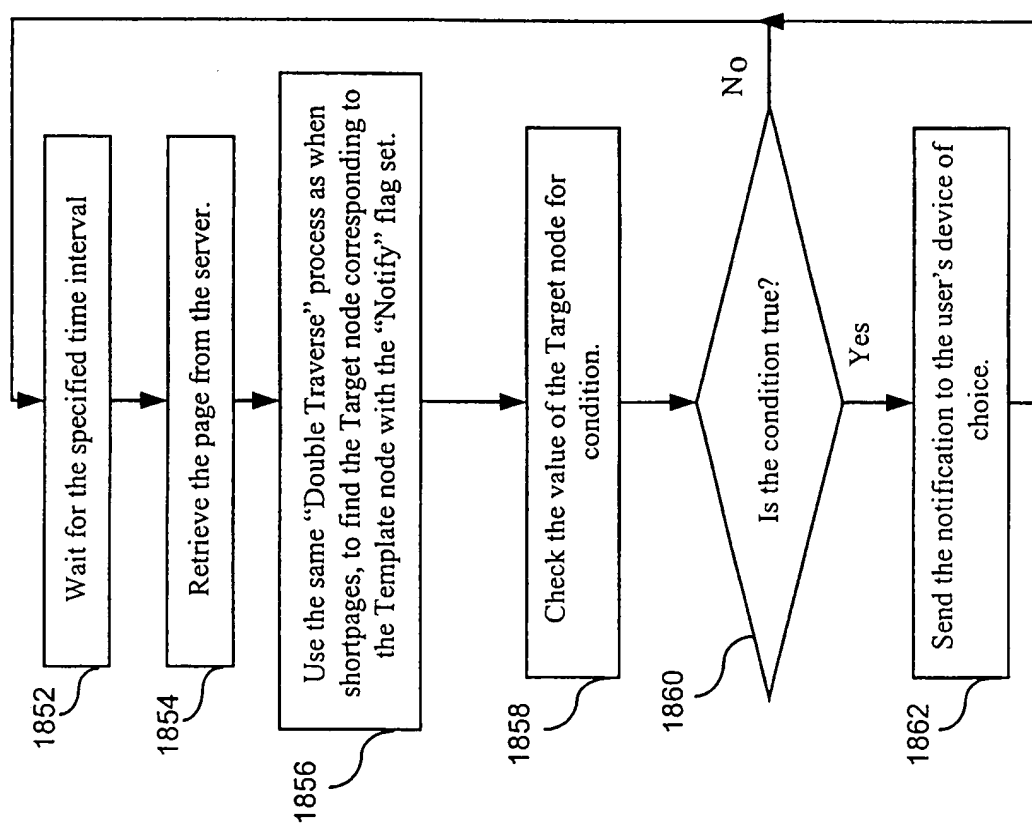 1852
Wait for the specified time interval
1854
Retrieve the page from the server.
1856
Use the same “Double Traverse” process as when
shortpages, to find the Target node corresponding to
the Template node with the “Notify” flag set.
1858
Check the value of the Target node for
condition.
1860
Is the condition true?
No
Yes
1862
Send the notification to the user’s device of
choice.